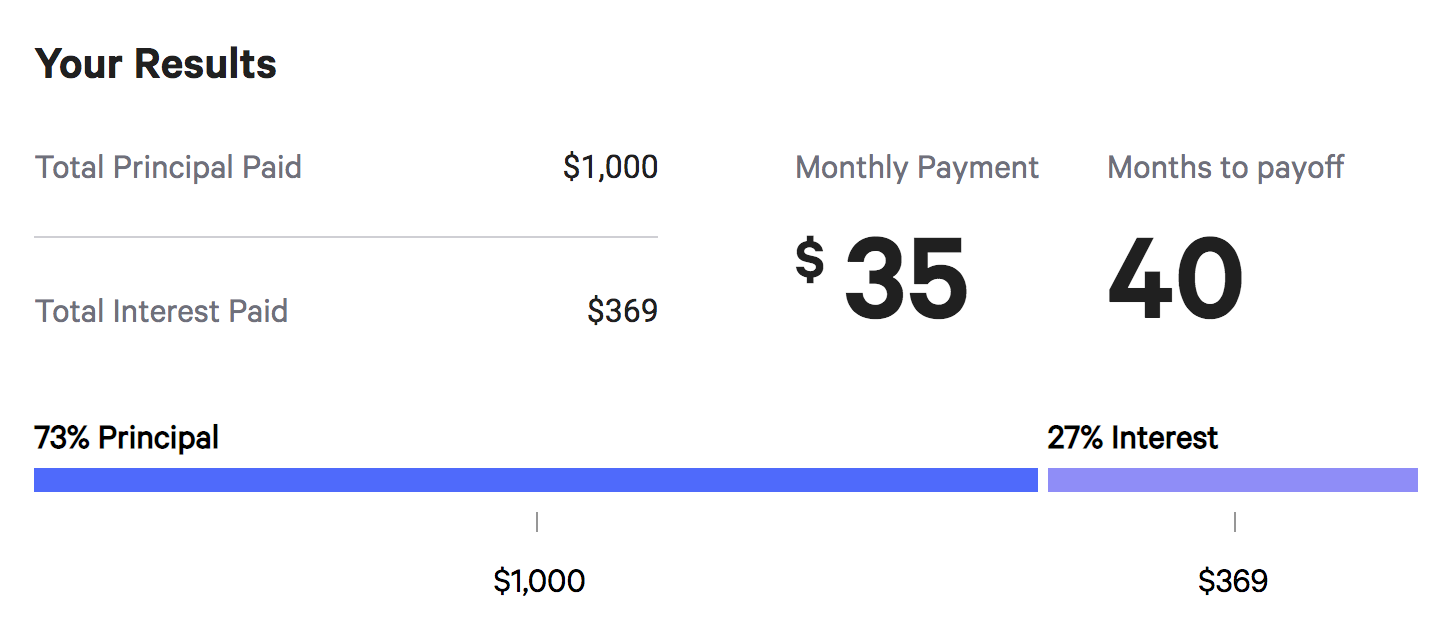 Your Results
Total Principal Paid $1,000
Total Interest Paid $369
Monthly Payment
$ 35
Months to payoff
40
73% Principal
27% Interest
$1,000
$369